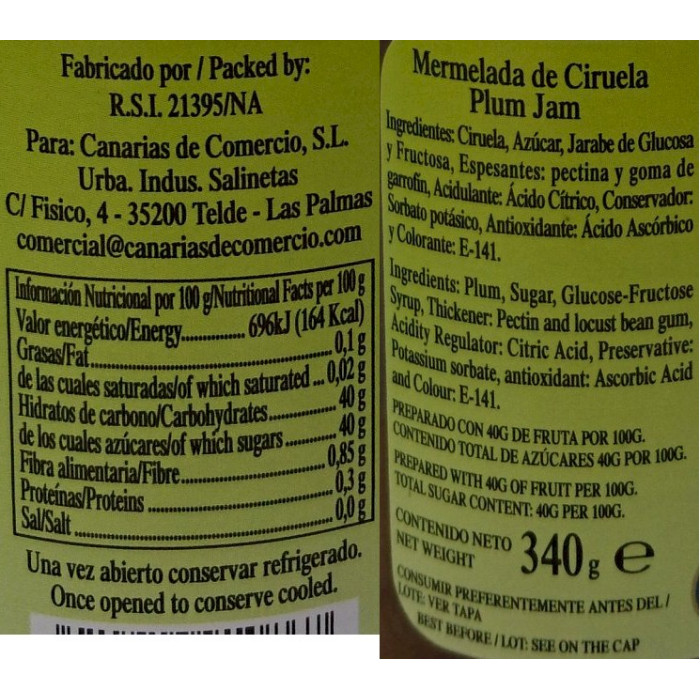 Fabricado por / Packed by:
R.S.I. 21395/NA
Para: Canarias de Comercio, S.L.
Urba. Indus. Salinetas
C/ Fisico, 4 - 35200 Telde - Las Palmas
comercial@canariasdecomercio.com
Información Nutricional por 100 g/Nutritional Facts per 100 g
Valor energético/Energy............ 696kJ (164 Kcal)
Grasas/Fat............0,1 g
de las cuales saturadas/of which saturated ...0,02 g
Hidratos de carbono/Carbohydrates............40 g
de los cuales azúcares/of which sugars............40 g
Fibra alimentaria/Fibre............0,85 g
Proteínas/Proteins ............0,3 g
Sal/Salt ............0,0 g
Una vez abierto conservar refrigerado.
Once opened to conserve cooled.
Mermelada de Ciruela
Plum Jam
Ingredientes: Ciruela, Azúcar, Jarabe de Glucosa
y Fructosa, Espesantes: pectina y goma de
garrofín, Acidulante: Ácido Cítrico, Conservador:
Sorbato potásico, Antioxidante: Ácido Ascórbico
y Colorante: E-141.
Ingredients: Plum, Sugar, Glucose-Fructose
Syrup, Thickener: Pectin and locust bean gum,
Acidity Regulator: Citric Acid, Preservative:
Potassium sorbate, antioxidant: Ascorbic Acid
and Colour: E-141.
PREPARADO CON 40G DE FRUTA POR 100G.
CONTENIDO TOTAL DE AZÚCARES 40G POR 100G.
PREPARED WITH 40G OF FRUIT PER 100G.
TOTAL SUGAR CONTENT: 40G PER 100G.
CONTENIDO NETO
NET WEIGHT
340 g e
CONSUMIR PREFERENTEMENTE ANTES DEL /
LOTE: VER TAPA
BEST BEFORE / LOT: SEE ON THE CAP